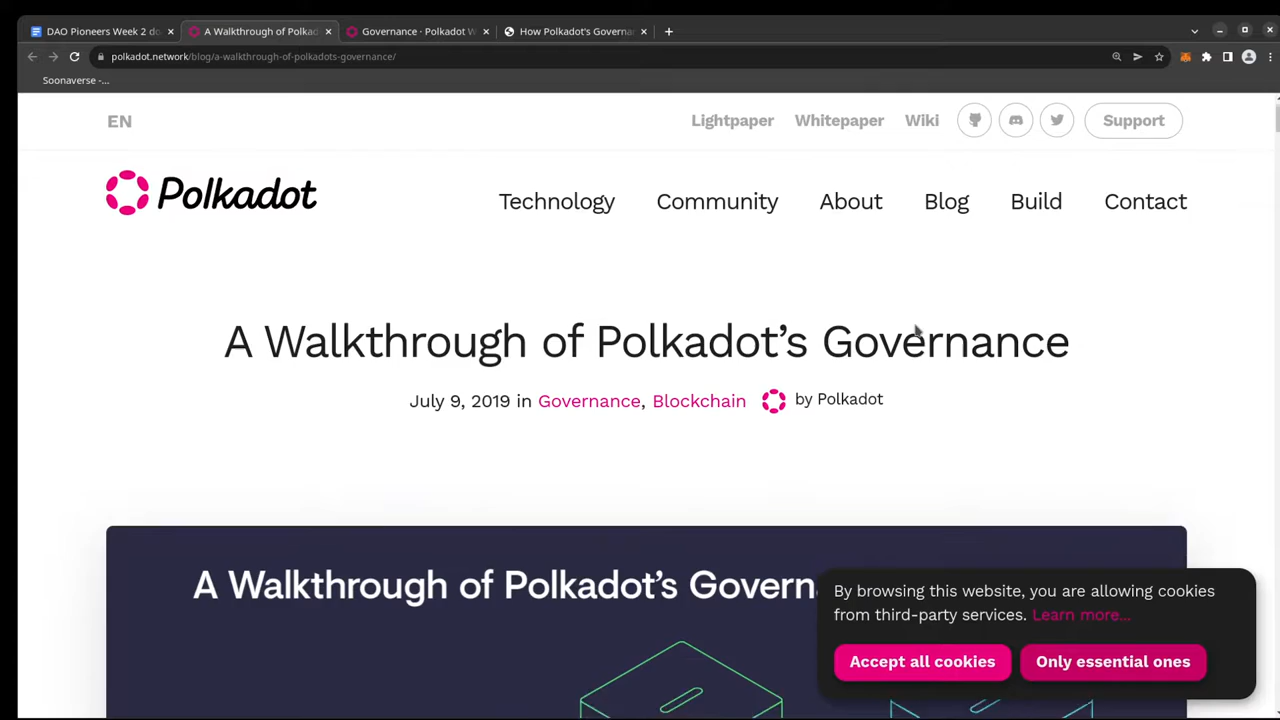 DAO Pioneers Week 2 do
A Walkthrough of Polkad
Governance · Polkadot W
How Polkadot's Governan
polkadot.network/blog/a-walkthrough-of-polkadots-governance/
Soonaverse -...
EN
Lightpaper Whitepaper Wiki Support
Polkadot
Technology Community About Blog Build Contact
A Walkthrough of Polkadot’s Governance
July 9, 2019 in Governance, Blockchain by Polkadot
A Walkthrough of Polkadot’s Govern
By browsing this website, you are allowing cookies
from third-party services. Learn more...
Accept all cookies Only essential ones